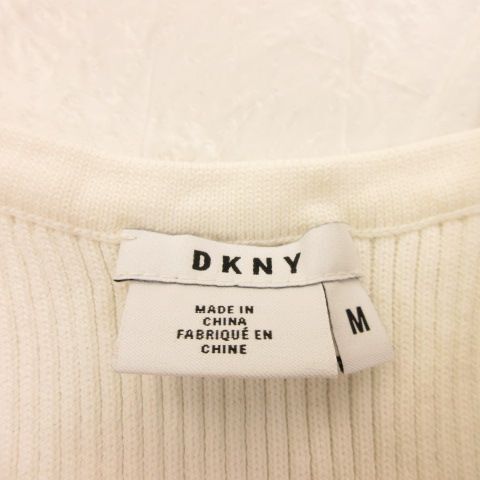 DKNY
MADE IN
CHINA
FABRIQUÉ EN
CHINE
M